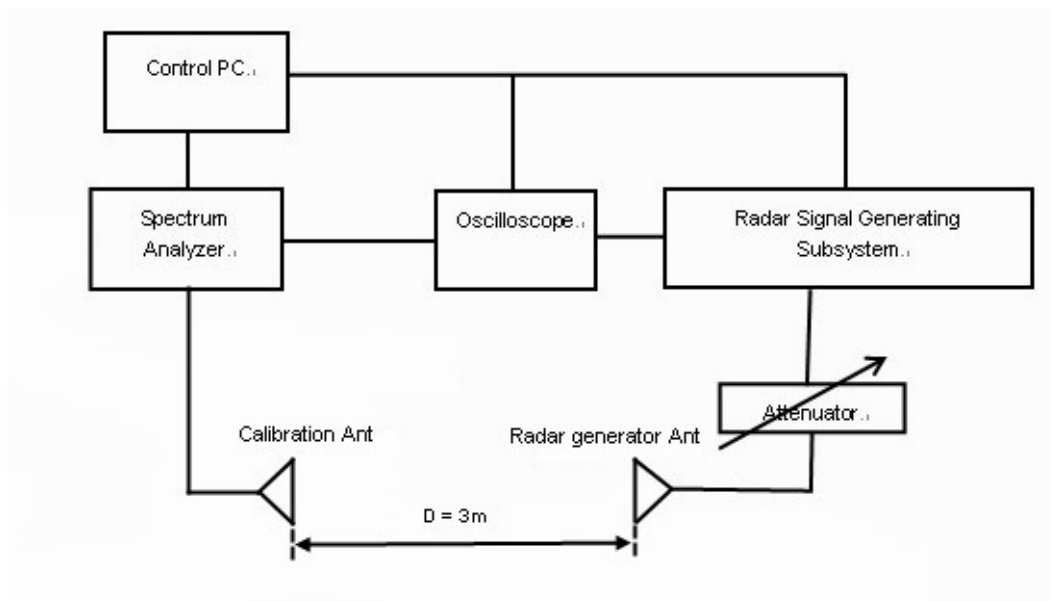 Control PC
Spectrum
Analyzer
Oscilloscope
Radar Signal Generating
Subsystem
Attenuator
Calibration Ant
Radar generator Ant
D = 3m